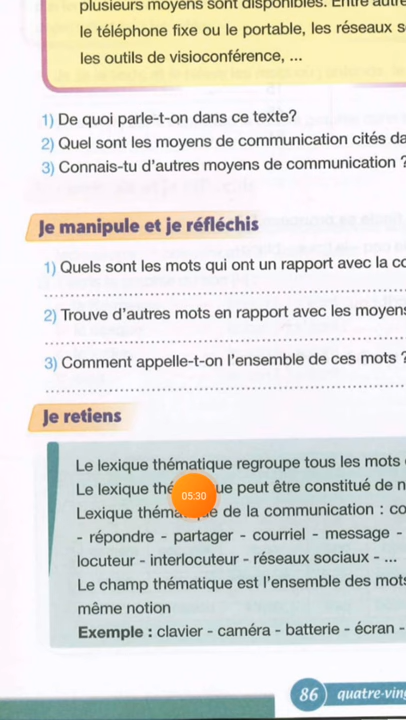 plusieurs moyens sont disponibles. Entre autre
le téléphone fixe ou le portable, les réseaux s
les outils de visioconférence, ...
1) De quoi parle-t-on dans ce texte?
2) Quel sont les moyens de communication cités da
3) Connais-tu d'autres moyens de communication ?
Je manipule et je réfléchis
1) Quels sont les mots qui ont un rapport avec la co
2) Trouve d'autres mots en rapport avec les moyens
3) Comment appelle-t-on l'ensemble de ces mots ?
Je retiens
Le lexique thématique regroupe tous les mots
Le lexique thé 05:30 ue peut être constitué de n
Lexique théma e de la communication : co
- répondre - partager - courriel - message -
locuteur - interlocuteur - réseaux sociaux - ...
Le champ thématique est l'ensemble des mots
même notion
Exemple : clavier - caméra - batterie - écran -
86 quatre-ving